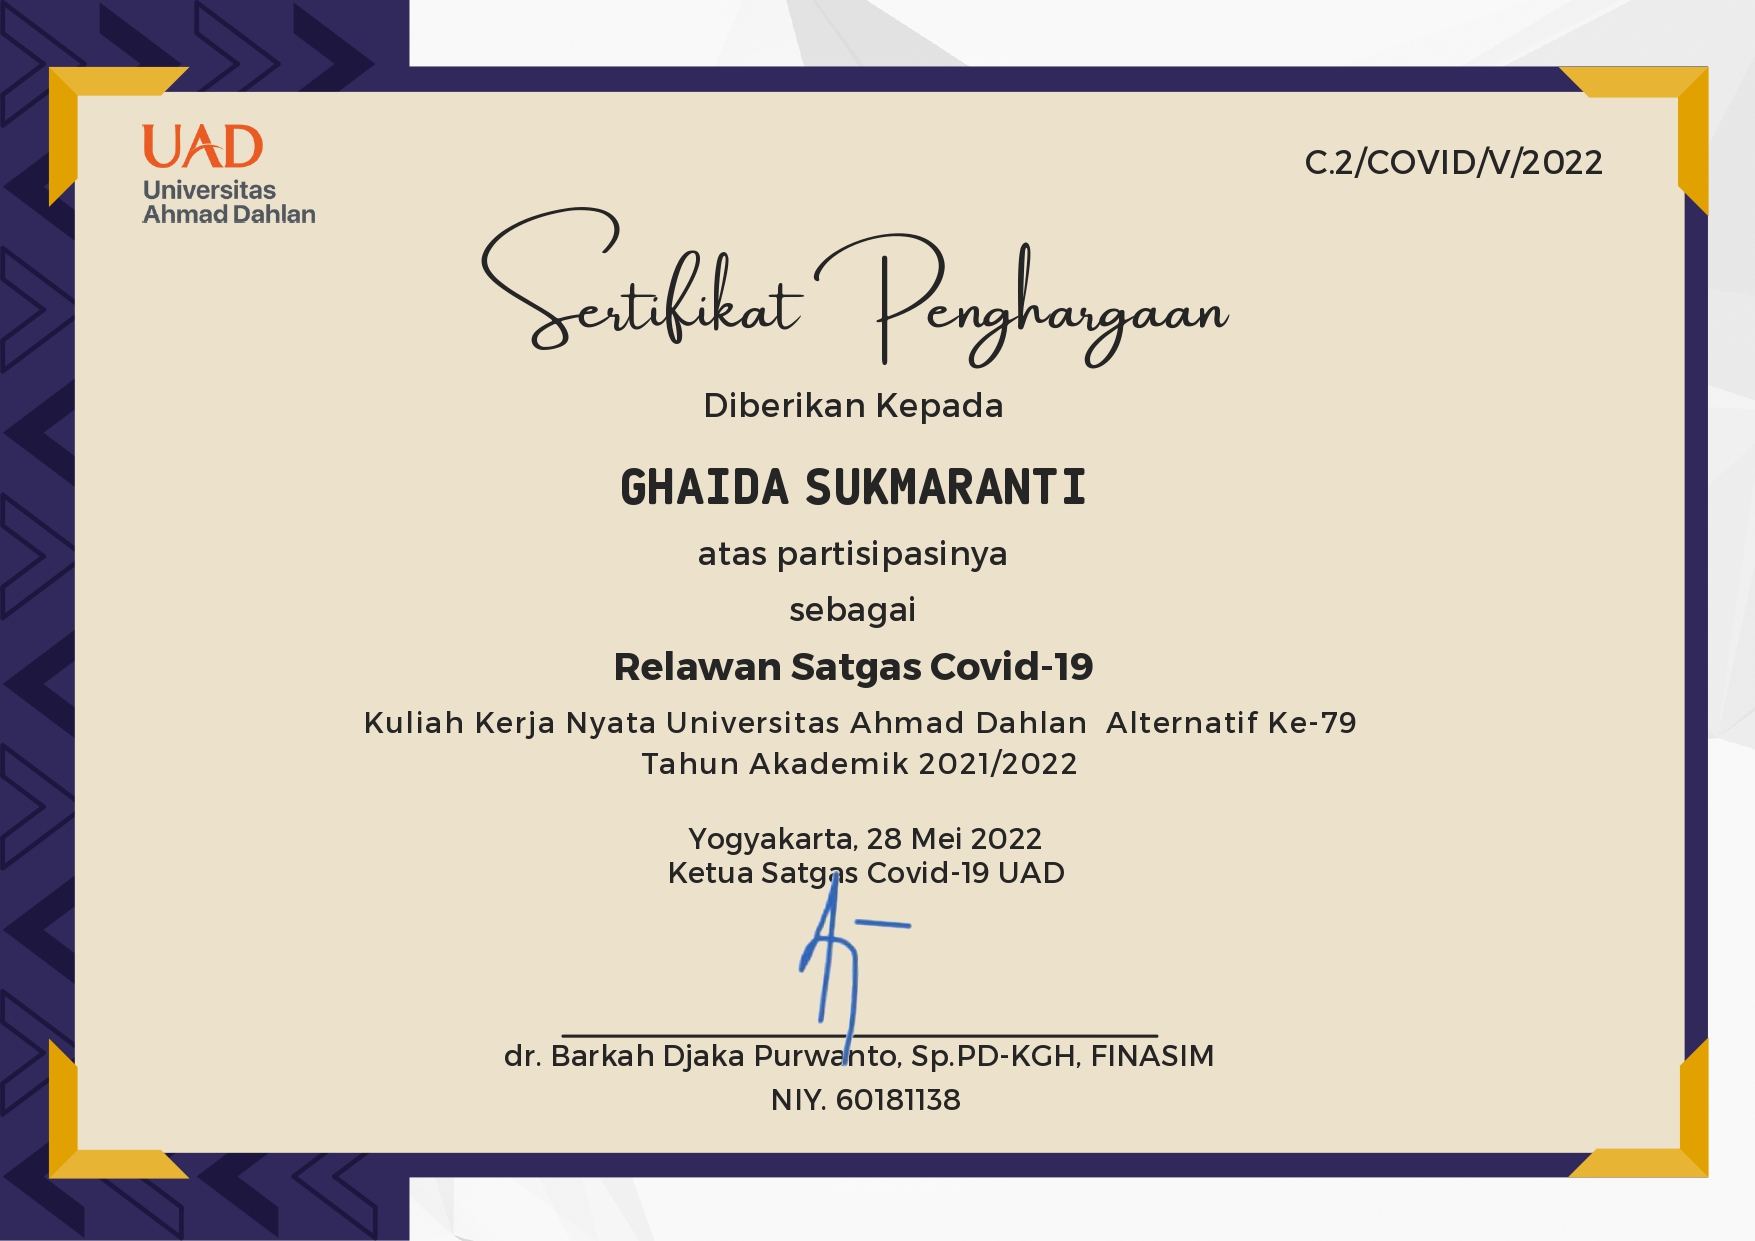 UAD
Universitas
Ahmad Dahlan
C.2/COVID/V/2022
Sertifikat Penghargaan
Diberikan Kepada
GHAIDA SUKMARANTI
atas partisipasinya
sebagai
Relawan Satgas Covid-19
Kuliah Kerja Nyata Universitas Ahmad Dahlan Alternatif Ke-79
Tahun Akademik 2021/2022
Yogyakarta, 28 Mei 2022
Ketua Satgas Covid-19 UAD
dr. Barkah Djaka Purwanto, Sp.PD-KGH, FINASIM
NIY. 60181138